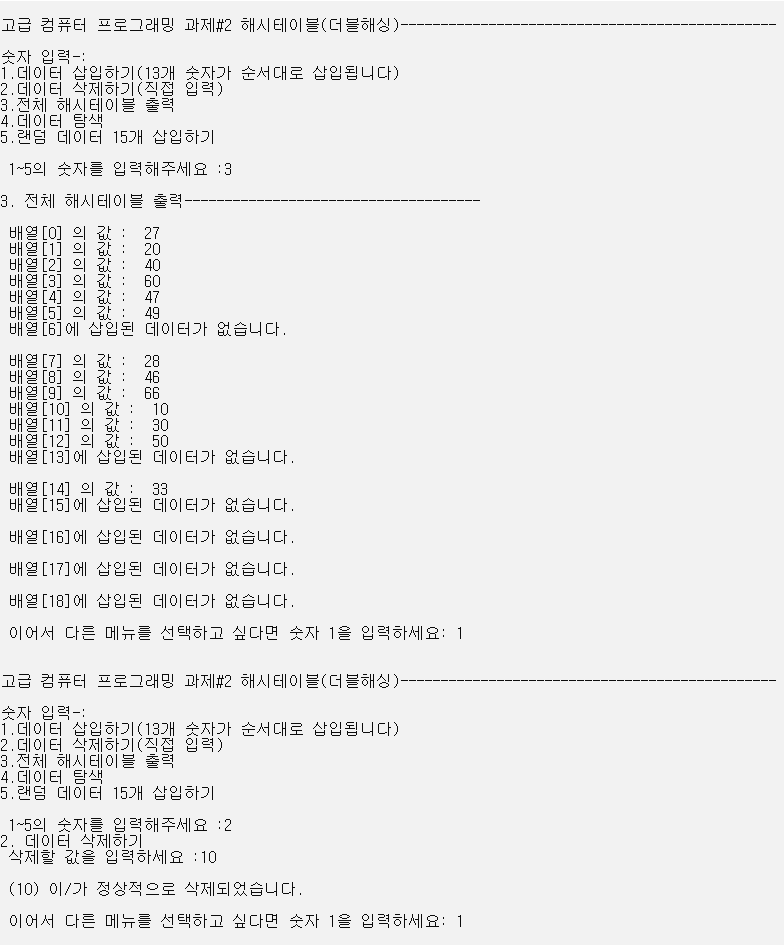 고급 컴퓨터 프로그래밍 과제#2 해시테이블(더블해싱)-----------------------------------------------
숫자 입력-:
1.데이터 삽입하기(13개 숫자가 순서대로 삽입됩니다)
2.데이터 삭제하기(직접 입력)
3.전체 해시테이블 출력
4.데이터 탐색
5.랜덤 데이터 15개 삽입하기
1~5의 숫자를 입력해주세요 :3
3. 전체 해시테이블 출력-------------------------------------
배열[0] 의 값 :  27
배열[1] 의 값 :  20
배열[2] 의 값 :  40
배열[3] 의 값 :  60
배열[4] 의 값 :  47
배열[5] 의 값 :  49
배열[6]에 삽입된 데이터가 없습니다.
배열[7] 의 값 :  28
배열[8] 의 값 :  46
배열[9] 의 값 :  66
배열[10] 의 값 :  10
배열[11] 의 값 :  30
배열[12] 의 값 :  50
배열[13]에 삽입된 데이터가 없습니다.
배열[14] 의 값 :  33
배열[15]에 삽입된 데이터가 없습니다.
배열[16]에 삽입된 데이터가 없습니다.
배열[17]에 삽입된 데이터가 없습니다.
배열[18]에 삽입된 데이터가 없습니다.
이어서 다른 메뉴를 선택하고 싶다면 숫자 1을 입력하세요: 1
고급 컴퓨터 프로그래밍 과제#2 해시테이블(더블해싱)-----------------------------------------------
숫자 입력-:
1.데이터 삽입하기(13개 숫자가 순서대로 삽입됩니다)
2.데이터 삭제하기(직접 입력)
3.전체 해시테이블 출력
4.데이터 탐색
5.랜덤 데이터 15개 삽입하기
1~5의 숫자를 입력해주세요 :2
2. 데이터 삭제하기
삭제할 값을 입력하세요 :10
(10) 이/가 정상적으로 삭제되었습니다.
이어서 다른 메뉴를 선택하고 싶다면 숫자 1을 입력하세요: 1